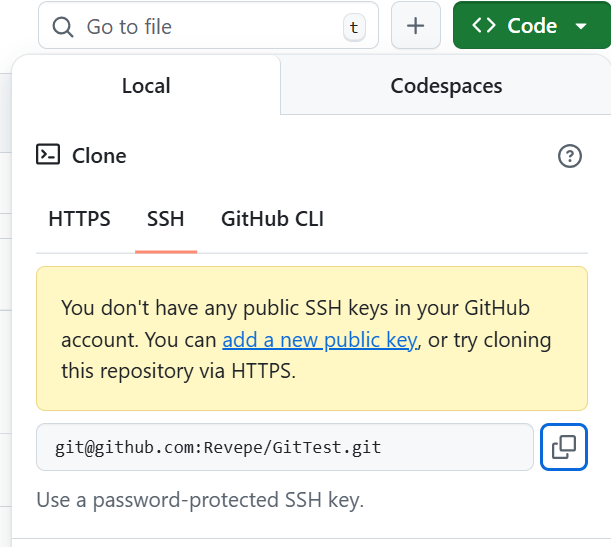 Go to file
t
Code
Local
Codespaces
Clone
HTTPS
SSH
GitHub CLI
You don't have any public SSH keys in your GitHub
account. You can add a new public key, or try cloning
this repository via HTTPS.
git@github.com:Revepe/GitTest.git
Use a password-protected SSH key.